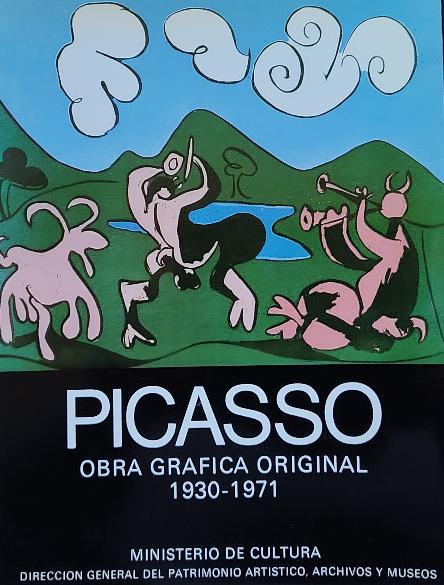 PICASSO
OBRA GRAFICA ORIGINAL
1930-1971
MINISTERIO DE CULTURA
DIRECCION GENERAL DEL PATRIMONIO ARTISTICO, ARCHIVOS Y MUSEOS